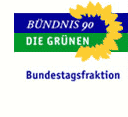 BÜNDNIS 90
DIE GRÜNEN
Bundestagsfraktion